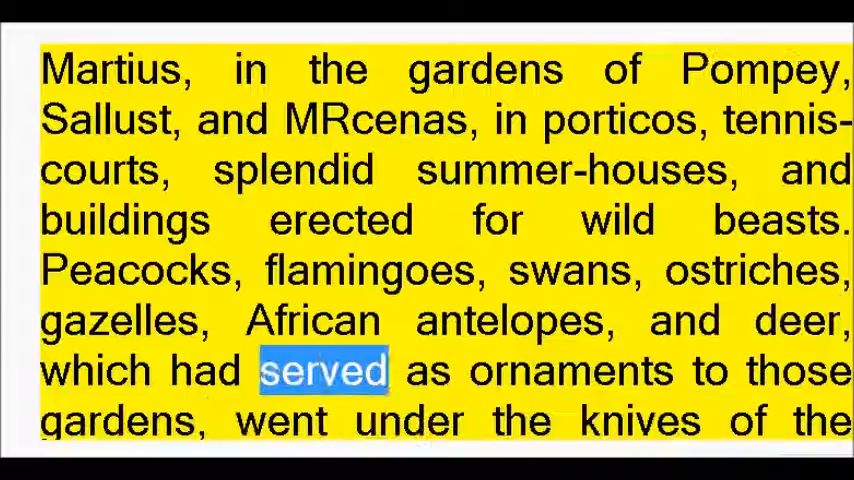 Martius, in the gardens of Pompey,
Sallust, and MRcenas, in porticos, tennis-
courts, splendid summer-houses, and
buildings erected for wild beasts.
Peacocks, flamingoes, swans, ostriches,
gazelles, African antelopes, and deer,
which had served as ornaments to those
gardens, went under the knives of the